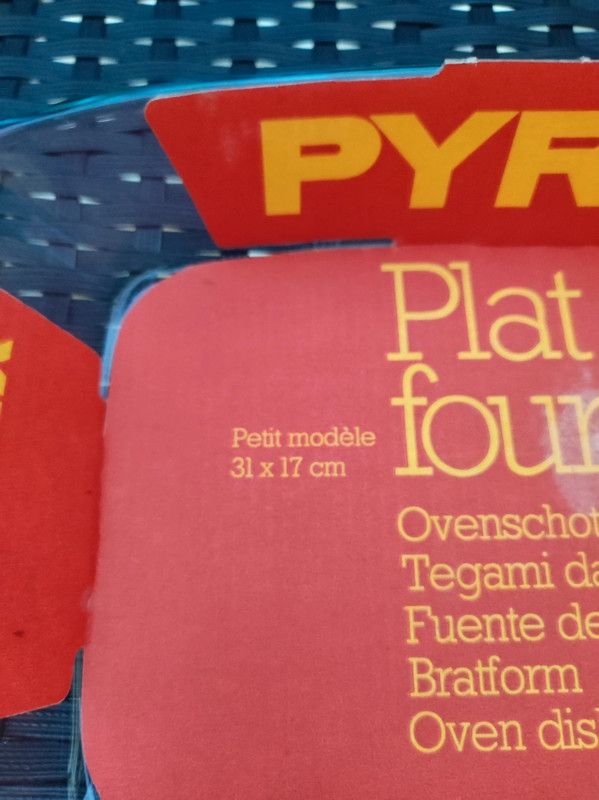 PYR
Plat
four
Petit modèle
31 x 17 cm
Ovenschot
Tegami da
Fuente de
Bratform
Oven dis